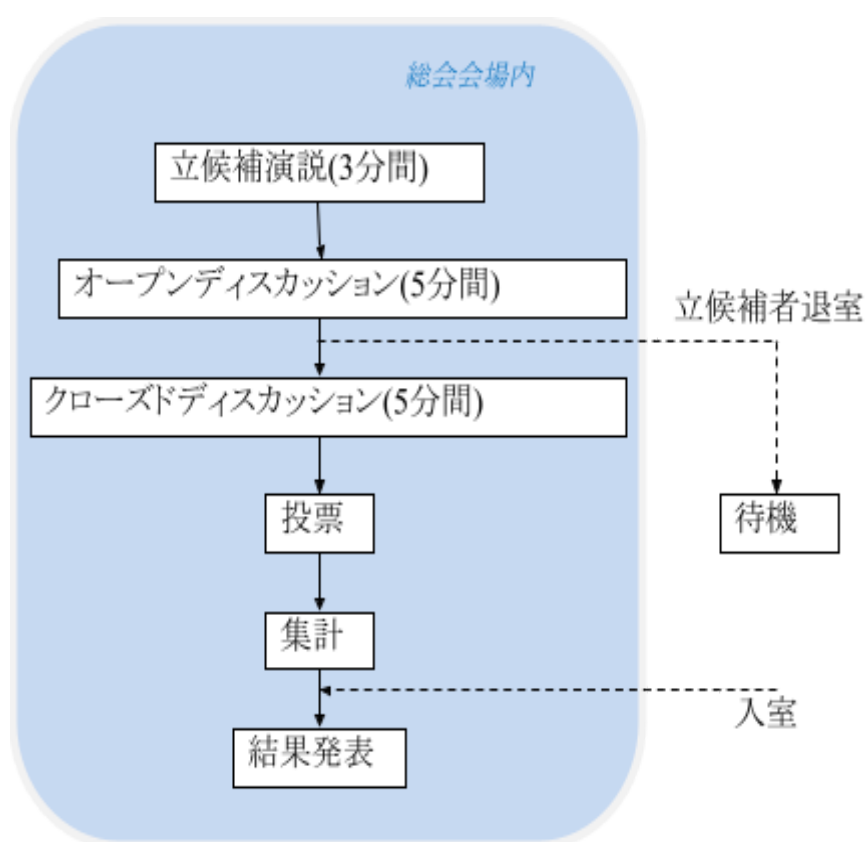 総会会場内
立候補演説(3分間)
オープンディスカッション(5分間)
立候補者退室
クローズドディスカッション(5分間)
投票
待機
集計
入室
結果発表